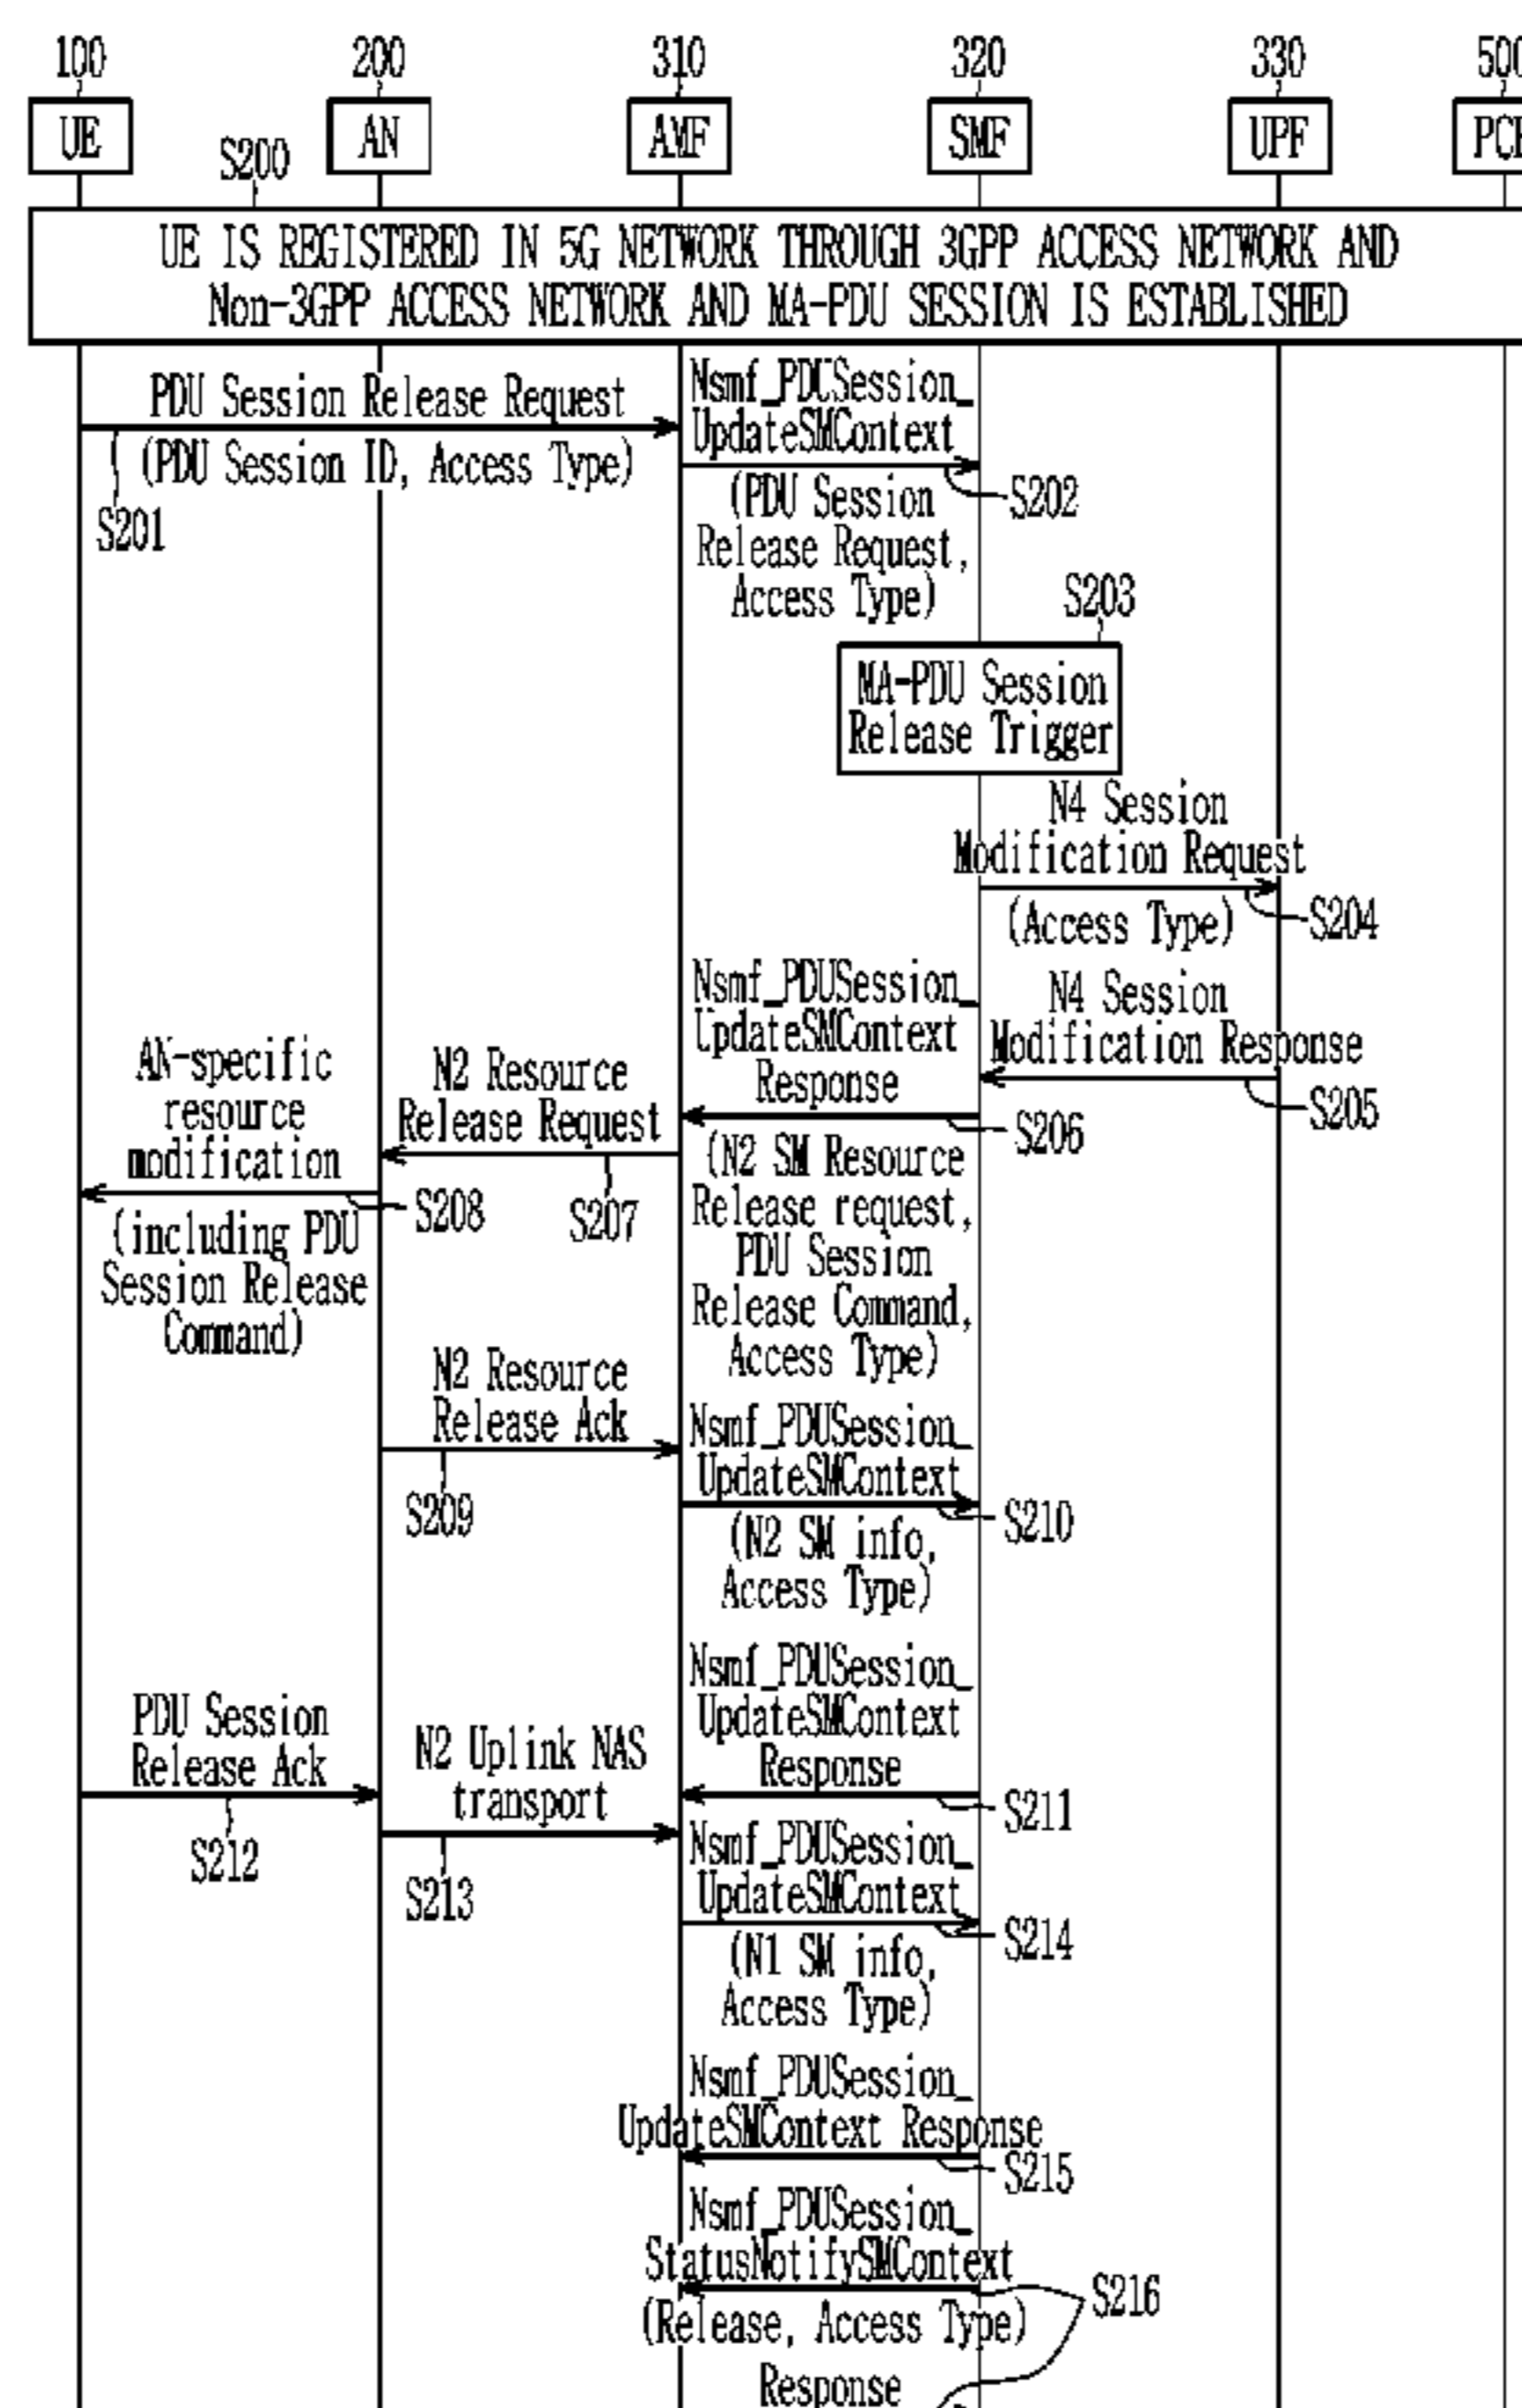 100
200
310
320
330
UE
AN
AMF
SMF
UPF
S200
UE IS REGISTERED IN 5G NETWORK THROUGH 3GPP ACCESS NETWORK AND
Non-3GPP ACCESS NETWORK AND MA-PDU SESSION IS ESTABLISHED
PDU Session Release Request
(PDU Session ID, Access Type)
S201
Nsmf_PDUSession_
UpdateSMContext
(PDU Session
Release Request,
Access Type)
S202
S203
MA-PDU Session
Release Trigger
N4 Session
Modification Request
(Access Type)
S204
N4 Session
Modification Response
S205
Nsmf_PDUSession_
UpdateSMContext
Response
S206
(N2 SM Resource
Release request,
PDU Session
Release Command,
Access Type)
N2 Resource
Release Request
S207
AN-specific
resource
modification
S208
(including PDU
Session Release
Command)
N2 Resource
Release Ack
S209
Nsmf_PDUSession_
UpdateSMContext
S210
(N2 SM info,
Access Type)
Nsmf_PDUSession_
UpdateSMContext
Response
S211
PDU Session
Release Ack
S212
N2 Uplink NAS
transport
S213
Nsmf_PDUSession_
UpdateSMContext
S214
(N1 SM info,
Access Type)
Nsmf_PDUSession_
UpdateSMContext Response
S215
Nsmf_PDUSession_
StatusNotifySMContext
S216
(Release, Access Type)
Response